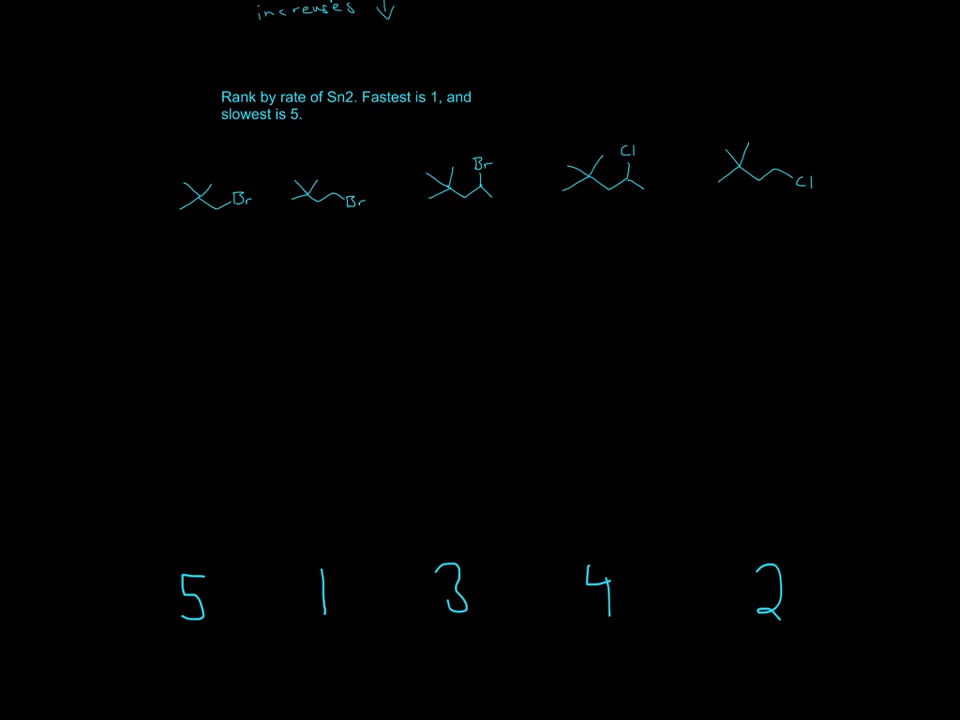 increases ↓
Rank by rate of Sn2. Fastest is 1, and
slowest is 5.
Br Br Br Cl Cl
5 1 3 4 2